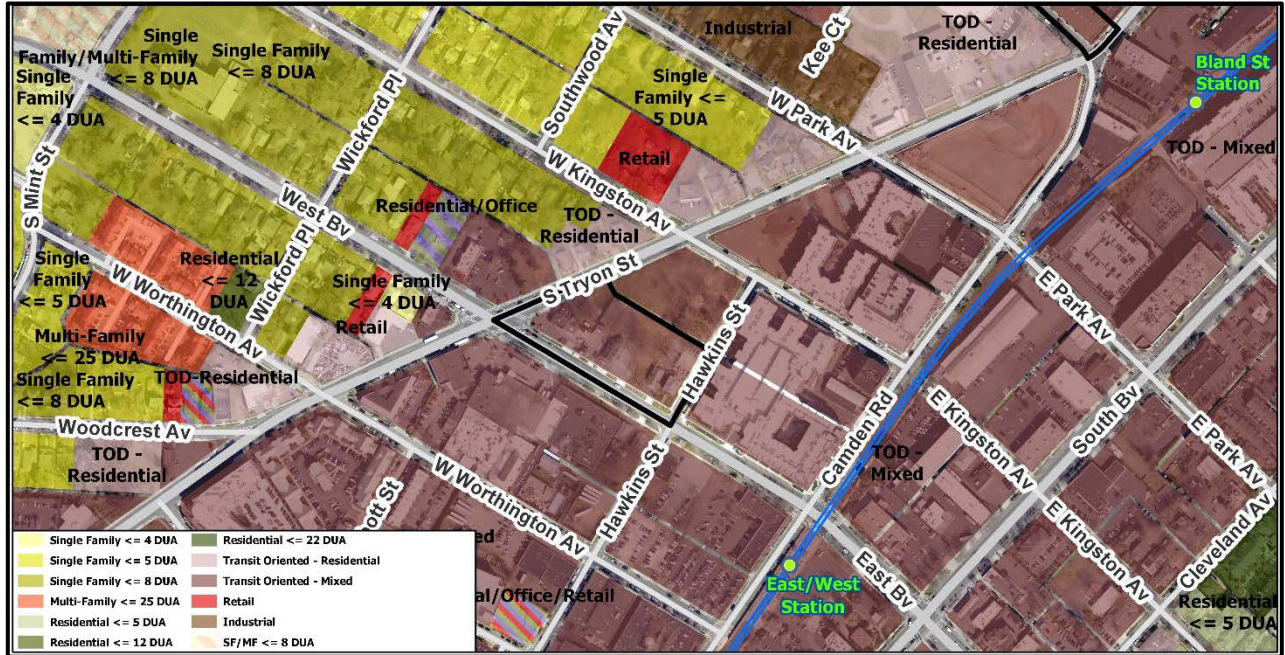 Single
Family/Multi-Family
<= 8 DUA
Single
Family
<= 4 DUA
Single Family
<= 8 DUA
Southwood Av
Industrial
Kee Ct
TOD -
Residential
Bland St
Station
Wickford Pl
Single
Family <=
5 DUA
W Park Av
TOD - Mixed
S Mint St
Retail
W Kingston Av
West Bv
Residential/Office
TOD -
Residential
Single
Family
<= 5 DUA
W Worthington Av
Residential
<= 12
DUA
Wickford Pl
Single Family
<= 4 DUA
Retail
S Tryon St
E Park Av
Multi-Family
<= 25 DUA
Hawkins St
Single Family
<= 8 DUA
TOD-Residential
Camden Rd
E Kingston Av
South Bv
E Park Av
Woodcrest Av
TOD -
Residential
TOD -
Mixed
W Worthington Av
Hawkins St
E Kingston Av
Cleveland Av
ott St
ed
East/West
Station
East Bv
al/Office/Retail
Residential
<= 5 DUA
Single Family <= 4 DUA
Single Family <= 5 DUA
Single Family <= 8 DUA
Multi-Family <= 25 DUA
Residential <= 5 DUA
Residential <= 12 DUA
Residential <= 22 DUA
Transit Oriented - Residential
Transit Oriented - Mixed
Retail
Industrial
SF/MF <= 8 DUA